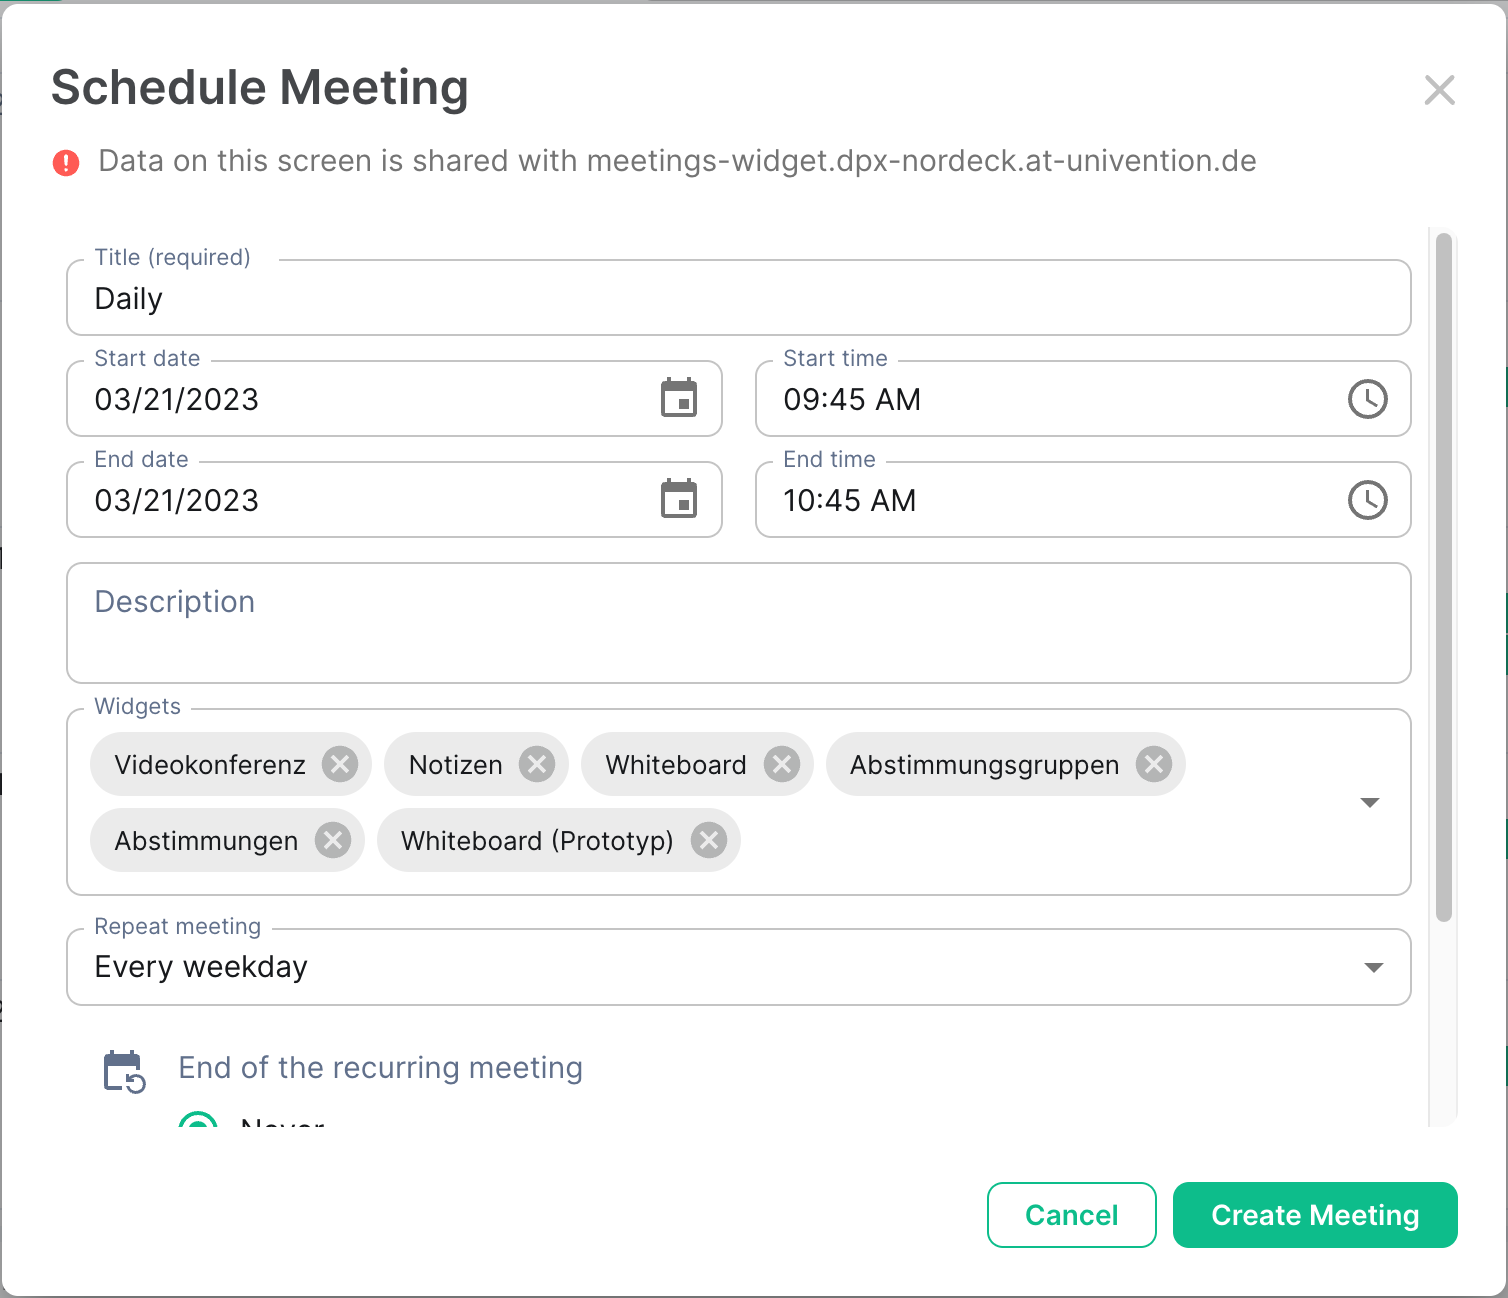 Schedule Meeting
Data on this screen is shared with meetings-widget.dpx-nordeck.at-univention.de
Title (required)
Daily
Start date
03/21/2023
Start time
09:45 AM
End date
03/21/2023
End time
10:45 AM
Description
Widgets
Videokonferenz Notizen Whiteboard Abstimmungsgruppen
Abstimmungen Whiteboard (Prototyp)
Repeat meeting
Every weekday
End of the recurring meeting
Never
Cancel Create Meeting